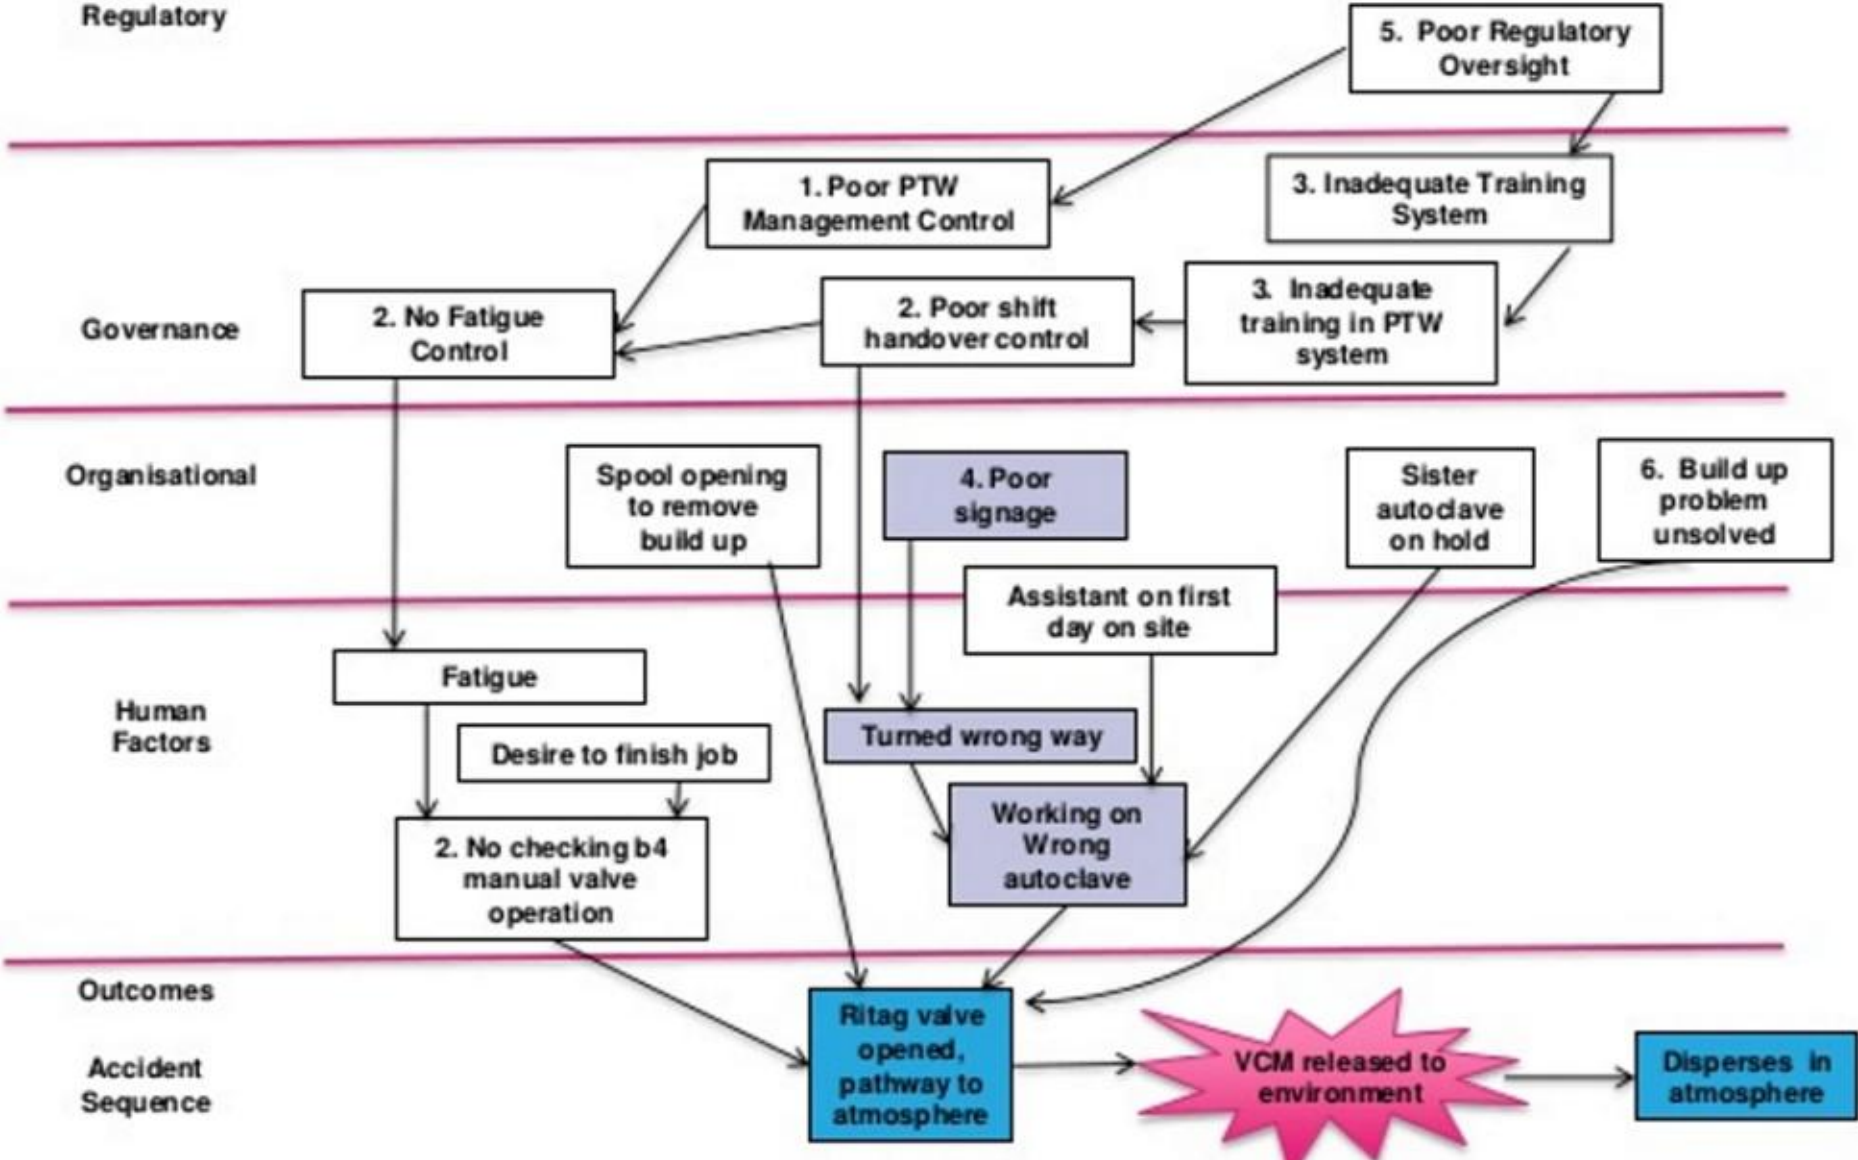 Regulatory
5. Poor Regulatory
Oversight
1. Poor PTW
Management Control
3. Inadequate Training
System
Governance
2. No Fatigue
Control
2. Poor shift
handover control
3. Inadequate
training in PTW
system
Organisational
Spool opening
to remove
build up
4. Poor
signage
Sister
autoclave
on hold
6. Build up
problem
unsolved
Assistant on first
day on site
Human
Factors
Fatigue
Desire to finish job
Turned wrong way
2. No checking b4
manual valve
operation
Working on
Wrong
autoclave
Outcomes
Accident
Sequence
Ritag valve
opened,
pathway to
atmosphere
VCM released to
environment
Disperses in
atmosphere